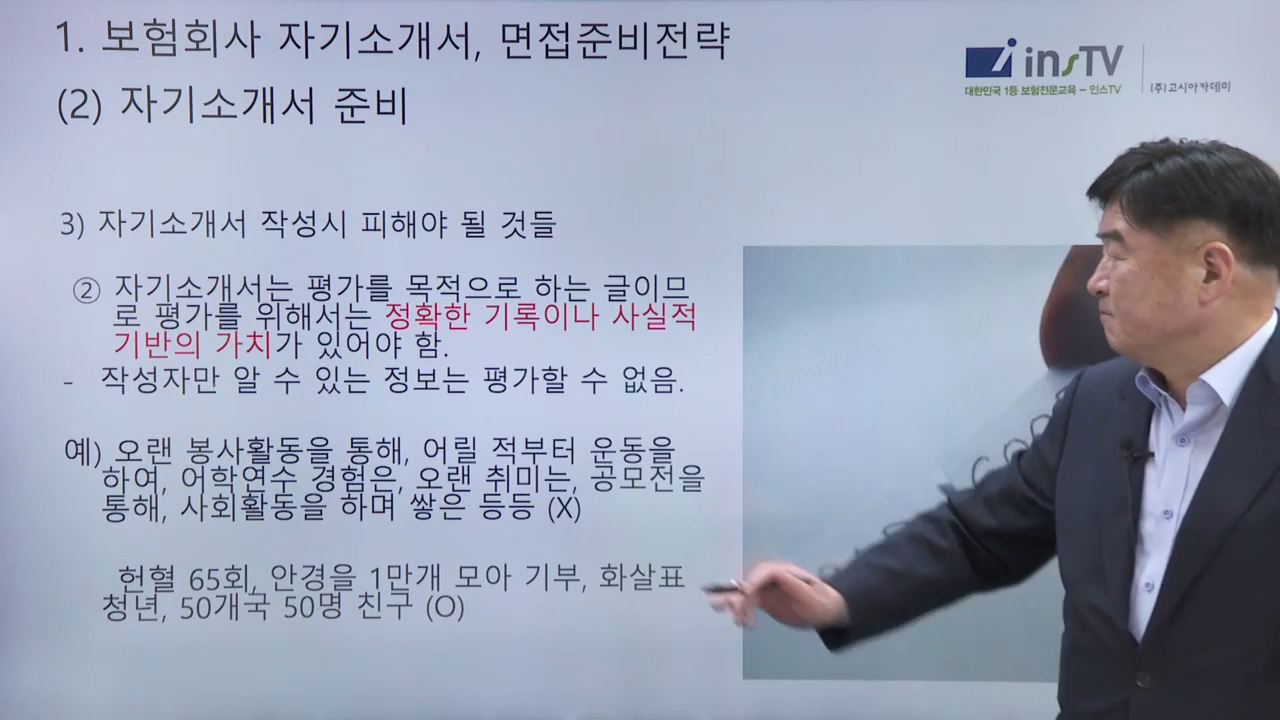 1. 보험회사 자기소개서, 면접준비전략
(2) 자기소개서 준비
insTV
대한민국 1등 보험전문교육 - 인스TV
[주]고시아카데미
3) 자기소개서 작성시 피해야 될 것들
② 자기소개서는 평가를 목적으로 하는 글이므
로 평가를 위해서는 정확한 기록이나 사실적
기반의 가치가 있어야 함.
- 작성자만 알 수 있는 정보는 평가할 수 없음.
예) 오랜 봉사활동을 통해, 어릴 적부터 운동을
하여, 어학연수 경험은, 오랜 취미는, 공모전을
통해, 사회활동을 하며 쌓은 등등 (X)
헌혈 65회, 안경을 1만개 모아 기부, 화살표
청년, 50개국 50명 친구 (O)